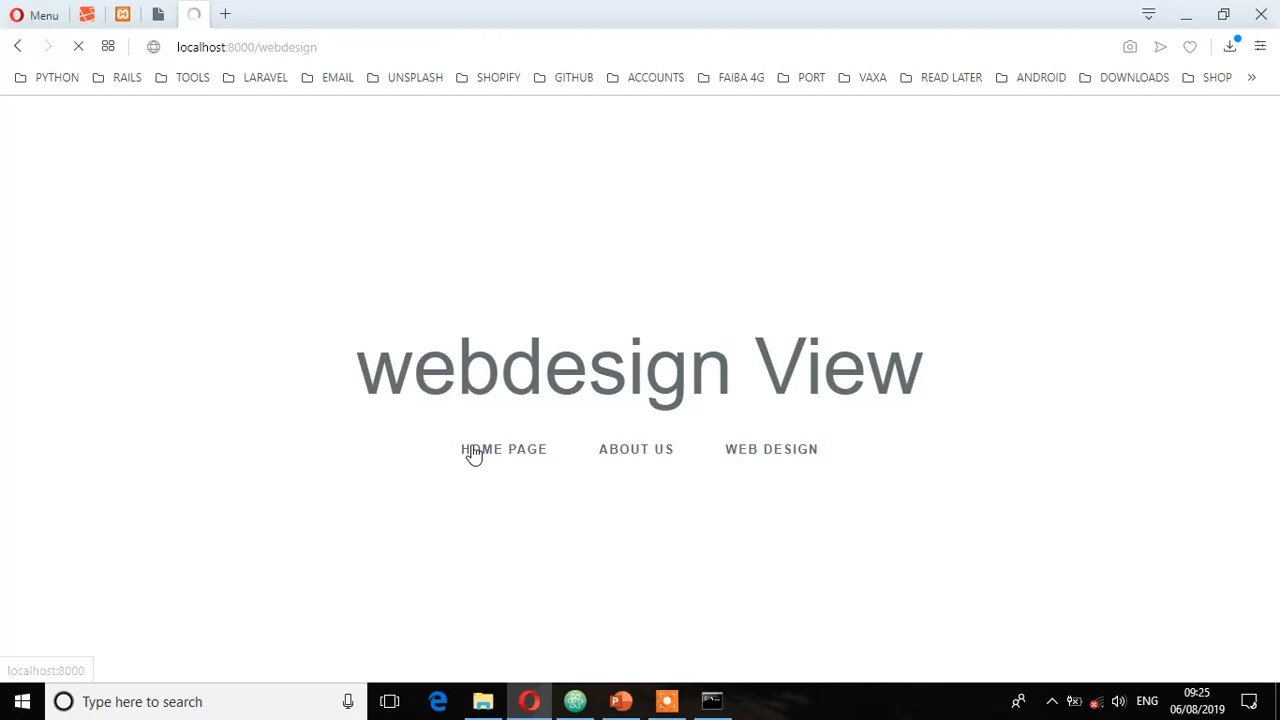 Menu
localhost:8000/webdesign
PYTHON RAILS TOOLS LARAVEL EMAIL UNSPLASH SHOPIFY GITHUB ACCOUNTS FAIBA 4G PORT VAXA READ LATER ANDROID DOWNLOADS SHOP »
webdesign View
HOME PAGE ABOUT US WEB DESIGN
localhost:8000
Type here to search
ENG
09:25
06/08/2019